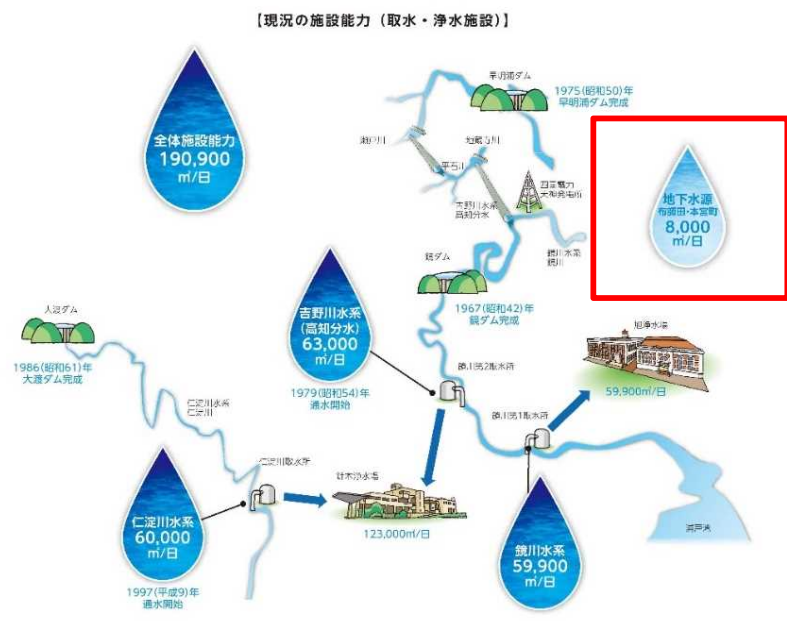 【現況の施設能力（取水・浄水施設）】
全体施設能力
190,900
㎥/日
早明浦ダム
1975(昭和50)年
早明浦ダム完成
瀬戸川
地蔵寺川
平石川
吉野川水系
高知分水
四国電力
天神発電所
鏡川水系
鏡川
地下水源
布師田・本宮町
8,000
㎥/日
鏡ダム
1967(昭和42)年
鏡ダム完成
吉野川水系
(高知分水)
63,000
㎥/日
1979(昭和54)年
通水開始
大渡ダム
1986(昭和61)年
大渡ダム完成
旭浄水場
59,900㎥/日
鏡川第2取水所
鏡川第1取水所
仁淀川水系
仁淀川
仁淀川取水所
針木浄水場
123,000㎥/日
仁淀川水系
60,000
㎥/日
1997(平成9)年
通水開始
鏡川水系
59,900
㎥/日
浦戸湾